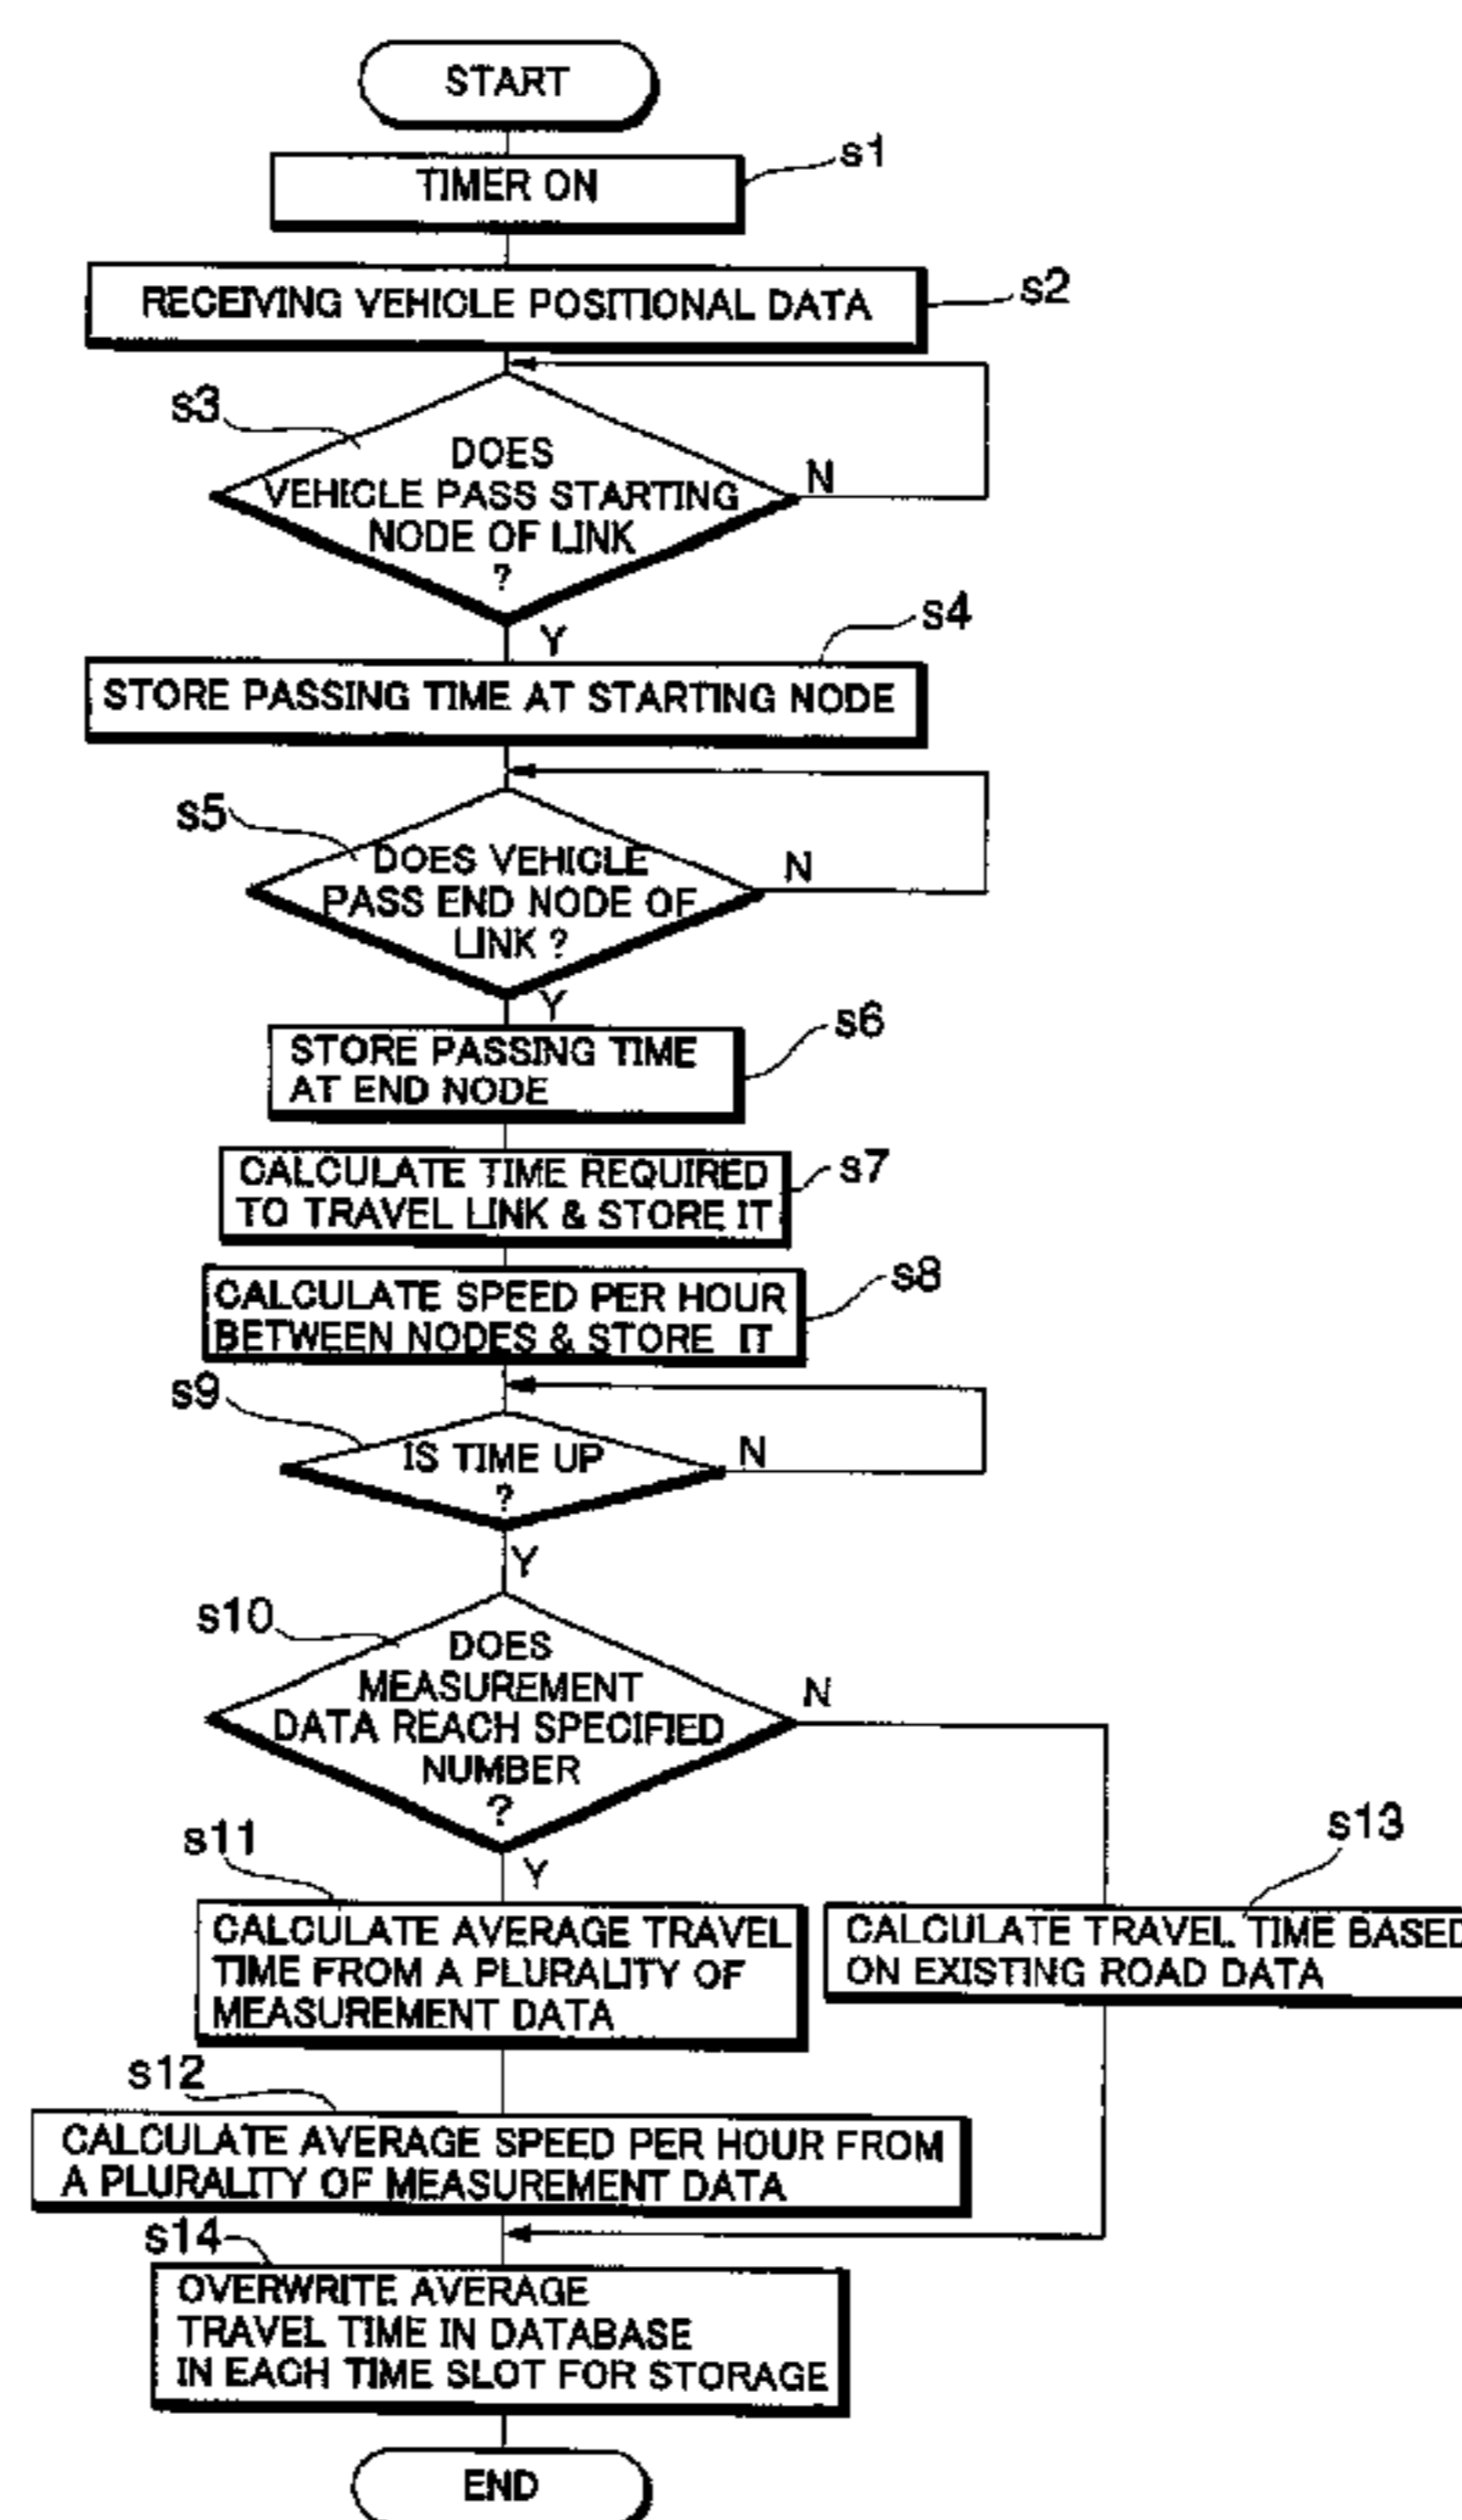 START
s1
TIMER ON
s2
RECEIVING VEHICLE POSITIONAL DATA
s3
DOES
VEHICLE PASS STARTING
NODE OF LINK
?
N
Y
s4
STORE PASSING TIME AT STARTING NODE
s5
DOES VEHICLE
PASS END NODE OF
LINK ?
N
Y
s6
STORE PASSING TIME
AT END NODE
s7
CALCULATE TIME REQUIRED
TO TRAVEL LINK & STORE IT
s8
CALCULATE SPEED PER HOUR
BETWEEN NODES & STORE IT
s9
IS TIME UP
?
N
Y
s10
DOES
MEASUREMENT
DATA REACH SPECIFIED
NUMBER
?
N
Y
s11
CALCULATE AVERAGE TRAVEL
TIME FROM A PLURALITY OF
MEASUREMENT DATA
s13
CALCULATE TRAVEL TIME BASED
ON EXISTING ROAD DATA
s12
CALCULATE AVERAGE SPEED PER HOUR FROM
A PLURALITY OF MEASUREMENT DATA
s14
OVERWRITE AVERAGE
TRAVEL TIME IN DATABASE
IN EACH TIME SLOT FOR STORAGE
END